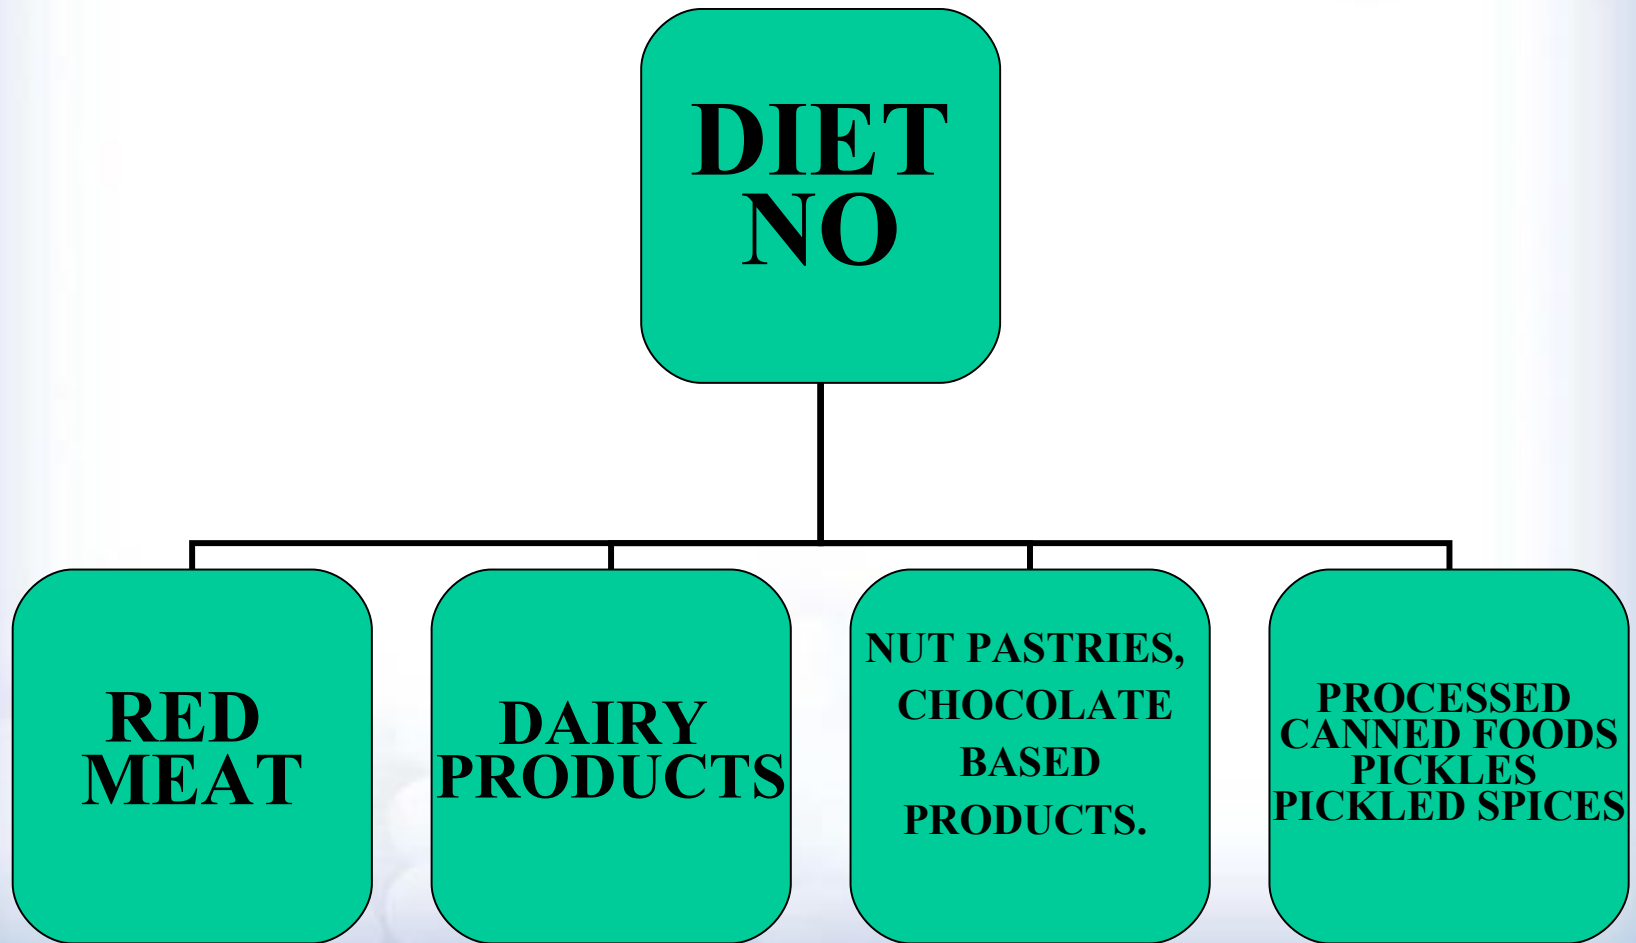 DIET
NO
RED
MEAT
DAIRY
PRODUCTS
NUT PASTRIES,
CHOCOLATE
BASED
PRODUCTS.
PROCESSED
CANNED FOODS
PICKLES
PICKLED SPICES